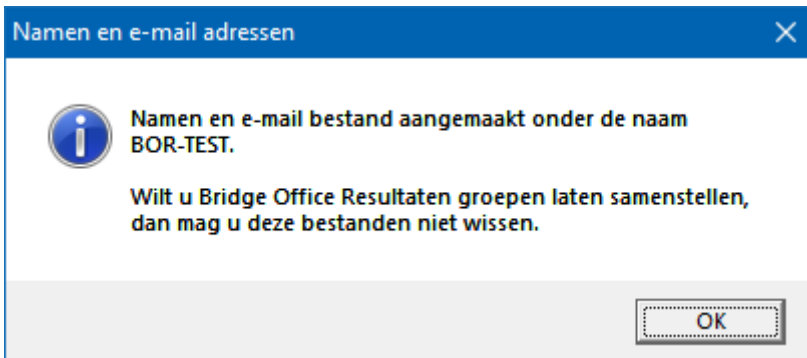 Namen en e-mail adressen
Namen en e-mail bestand aangemaakt onder de naam
BOR-TEST.
Wilt u Bridge Office Resultaten groepen laten samenstellen,
dan mag u deze bestanden niet wissen.
OK